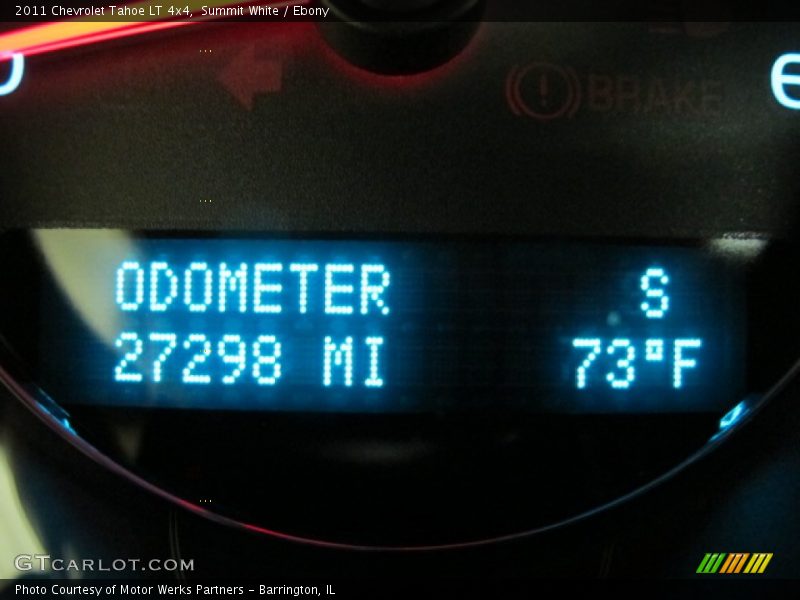 2011 Chevrolet Tahoe LT 4x4, Summit White / Ebony
BRAKE
ODOMETER S
27298 MI 73°F
GTCARLOT.COM
Photo Courtesy of Motor Werks Partners - Barrington, IL